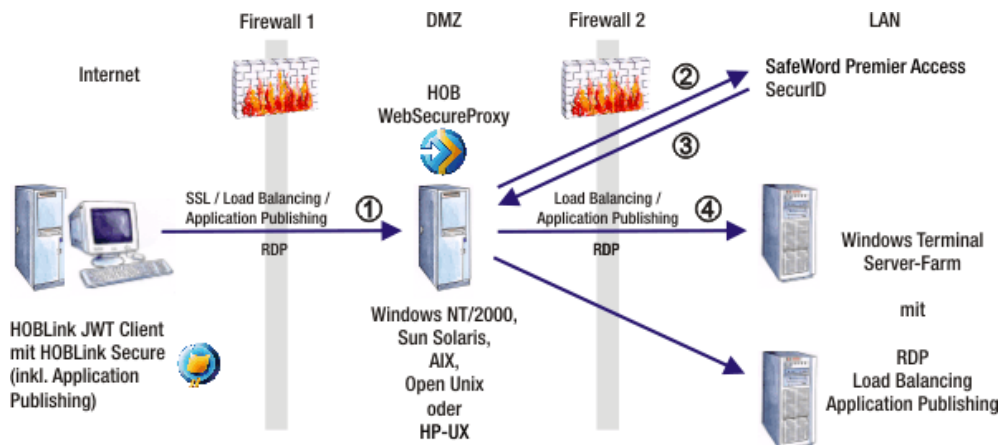 Firewall 1
DMZ
Firewall 2
LAN
Internet
HOB
WebSecureProxy
②
SafeWord Premier Access
SecurID
③
SSL / Load Balancing /
Application Publishing
①
RDP
Load Balancing /
Application Publishing
④
RDP
Windows Terminal
Server-Farm
mit
RDP
Load Balancing
Application Publishing
HOBLink JWT Client
mit HOBLink Secure
(inkl. Application
Publishing)
Windows NT/2000,
Sun Solaris,
AIX,
Open Unix
oder
HP-UX